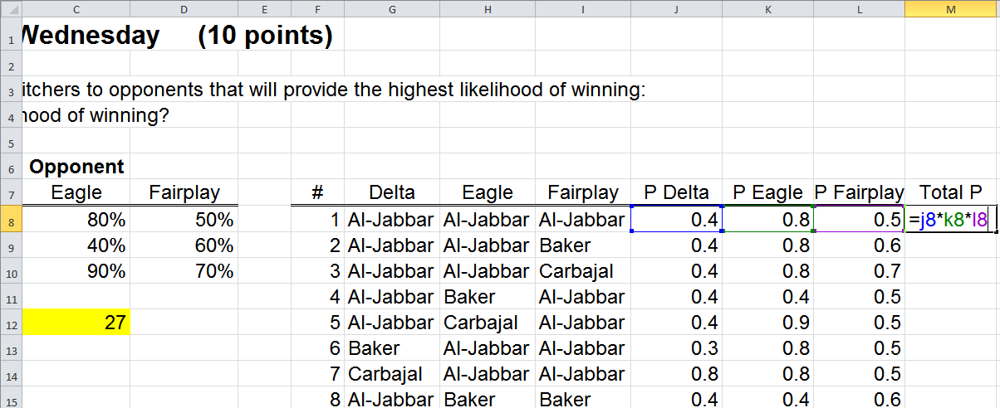 C D E F G H I J K L M
1 Wednesday (10 points)
2
3 itchers to opponents that will provide the highest likelihood of winning:
4 hood of winning?
5
6 Opponent
7 Eagle Fairplay # Delta Eagle Fairplay P Delta P Eagle P Fairplay Total P
8 80% 50% 1 Al-Jabbar Al-Jabbar Al-Jabbar 0.4 0.8 0.5 =j8*k8*l8
9 40% 60% 2 Al-Jabbar Al-Jabbar Baker 0.4 0.8 0.6
10 90% 70% 3 Al-Jabbar Al-Jabbar Carbajal 0.4 0.8 0.7
11 4 Al-Jabbar Baker Al-Jabbar 0.4 0.4 0.5
12 27 5 Al-Jabbar Carbajal Al-Jabbar 0.4 0.9 0.5
13 6 Baker Al-Jabbar Al-Jabbar 0.3 0.8 0.5
14 7 Carbajal Al-Jabbar Al-Jabbar 0.8 0.8 0.5
15 8 Al-Jabbar Baker Baker 0.4 0.4 0.6